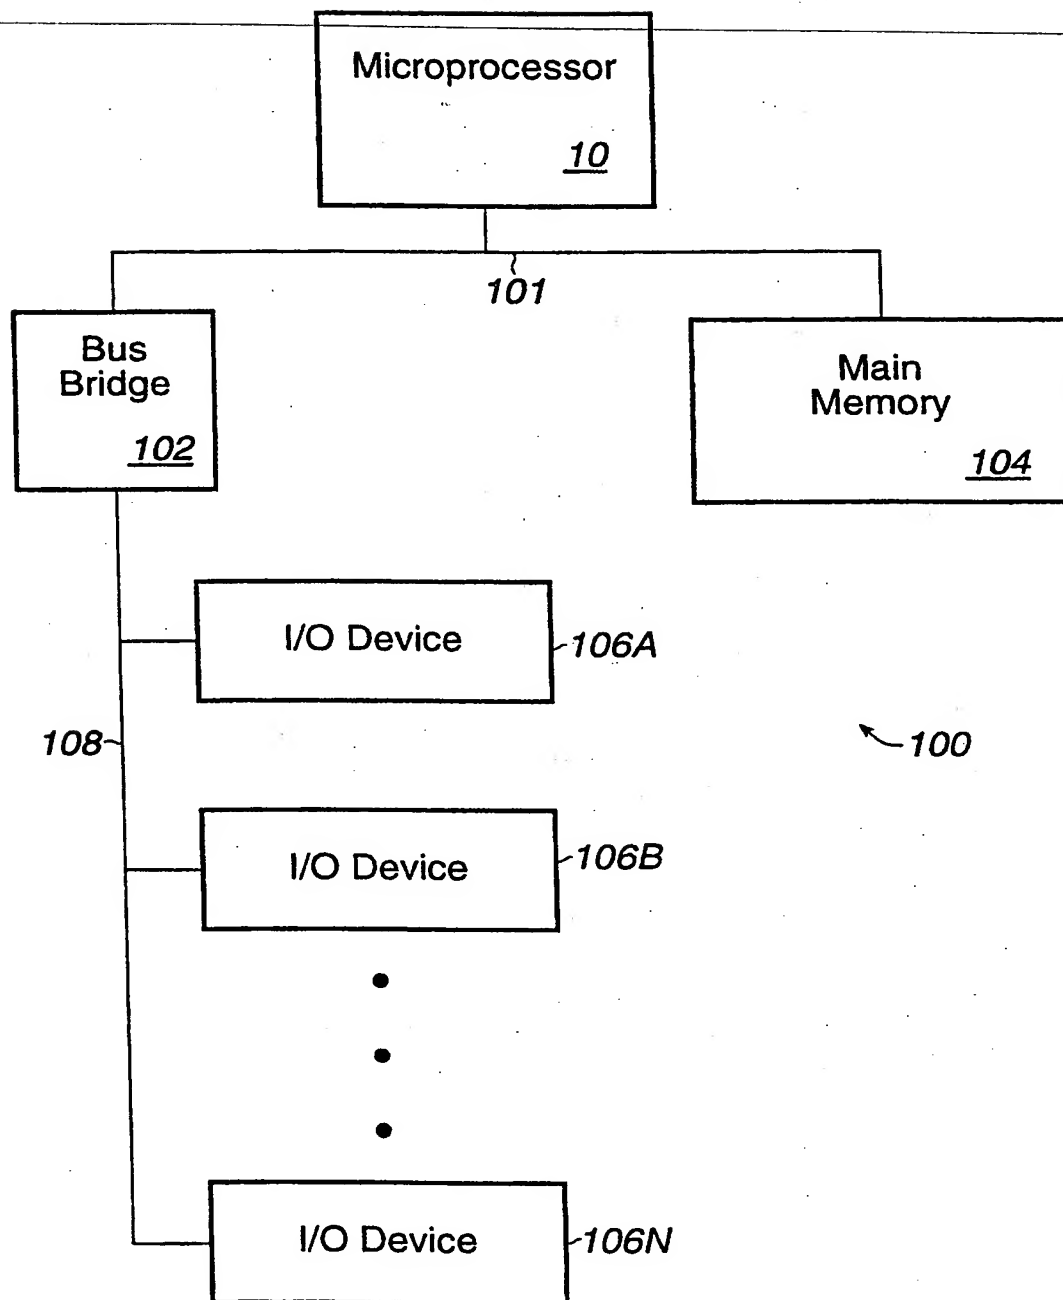 Microprocessor
10
101
Bus
Bridge
102
Main
Memory
104
I/O Device
106A
108
100
I/O Device
106B
I/O Device
106N